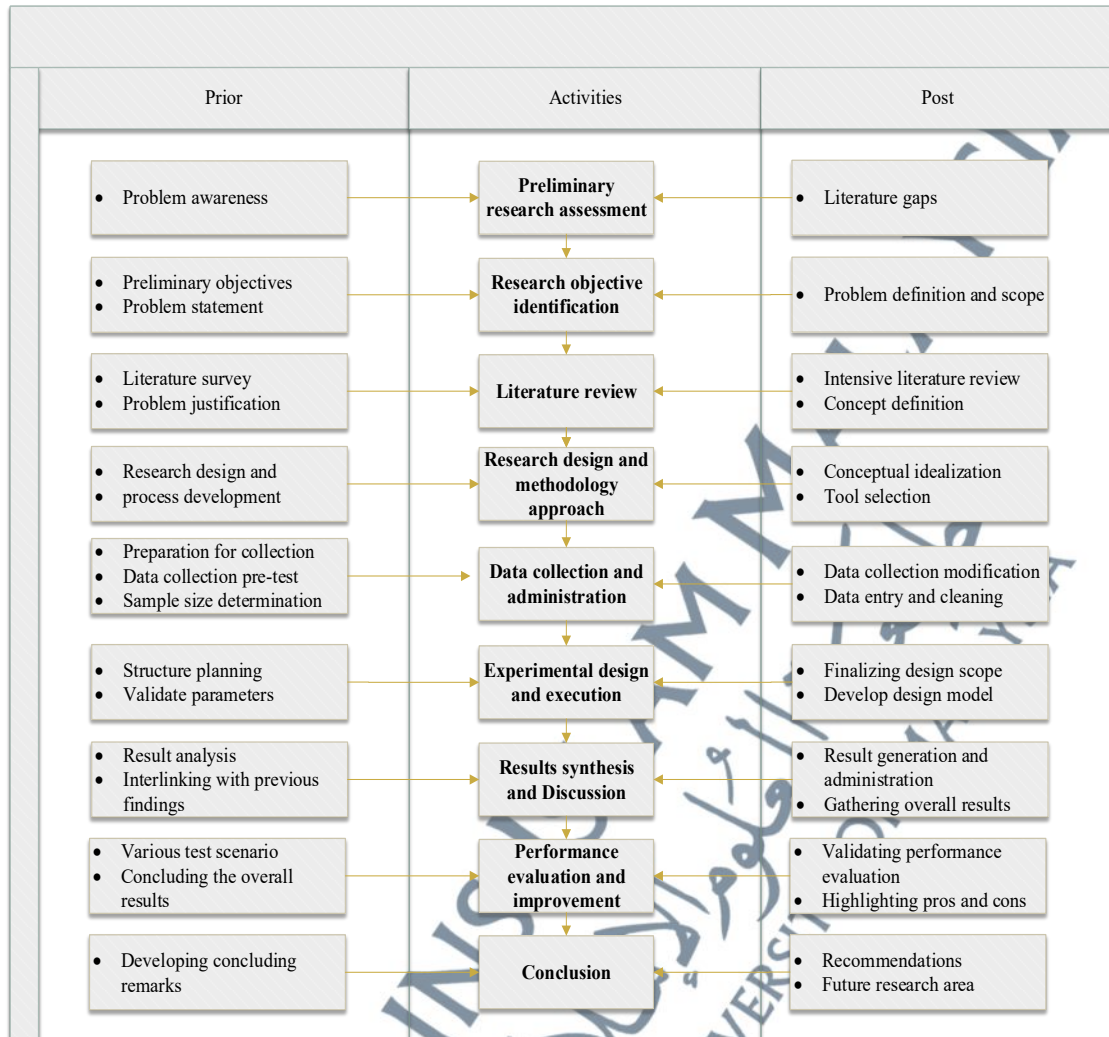 Prior
Activities
Post
• Problem awareness
Preliminary
research assessment
• Literature gaps
• Preliminary objectives
• Problem statement
Research objective
identification
• Problem definition and scope
• Literature survey
• Problem justification
Literature review
• Intensive literature review
• Concept definition
• Research design and
• process development
Research design and
methodology
approach
• Conceptual idealization
• Tool selection
• Preparation for collection
• Data collection pre-test
• Sample size determination
Data collection and
administration
• Data collection modification
• Data entry and cleaning
• Structure planning
• Validate parameters
Experimental design
and execution
• Finalizing design scope
• Develop design model
• Result analysis
• Interlinking with previous
findings
Results synthesis
and Discussion
• Result generation and
administration
• Gathering overall results
• Various test scenario
• Concluding the overall
results
Performance
evaluation and
improvement
• Validating performance
evaluation
• Highlighting pros and cons
• Developing concluding
remarks
Conclusion
• Recommendations
• Future research area